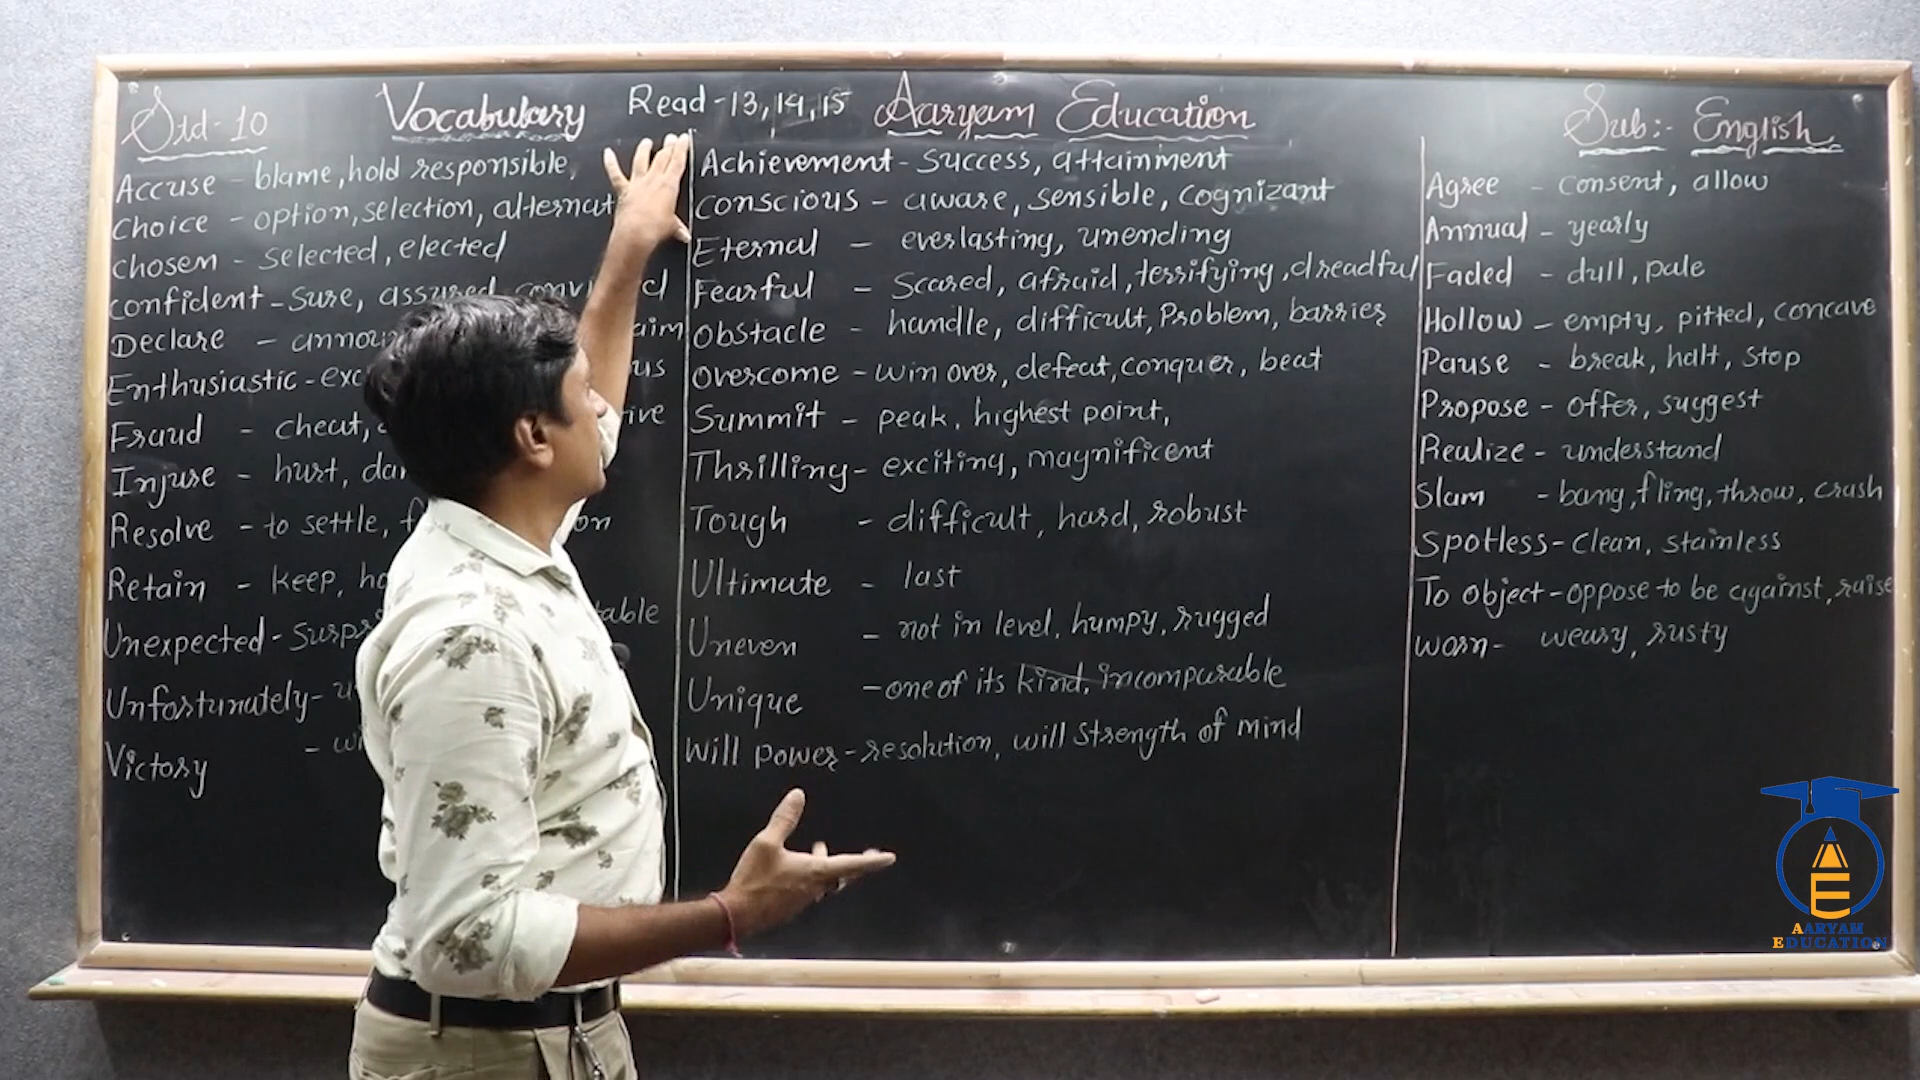 Std-10
Vocabulary
Read -13,14,15
Aaryam Education
Sub:- English
Accuse - blame, hold responsible,
Choice - option, selection, alternat
Chosen - selected, elected
Confident - sure, assured
Declare -
Enthusiastic -
Fraud - cheat,
Injure - hurt,
Resolve - to settle,
Retain - keep,
Unexpected -
Unfortunately -
Victory -
Achievement - success, attainment
Conscious - aware, sensible, cognizant
Eternal - everlasting, unending
Fearful - scared, afraid, terrifying, dreadful
Obstacle - handle, difficult, Problem, barrier
Overcome - win over, defeat, conquer, beat
Summit - peak, highest point,
Thrilling - exciting, magnificent
Tough - difficult, hard, robust
Ultimate - last
Uneven - not in level, humpy, rugged
Unique - one of its kind, incomparable
Will power - resolution, will strength of mind
Agree - consent, allow
Annual - yearly
Faded - dull, pale
Hollow - empty, pitted, concave
Pause - break, halt, stop
Propose - offer, suggest
Realize - understand
Slam - bang, fling, throw, crash
Spotless - clean, stainless
To object - oppose to be against, raise
Worn - weary, rusty
AARYAM
EDUCATION